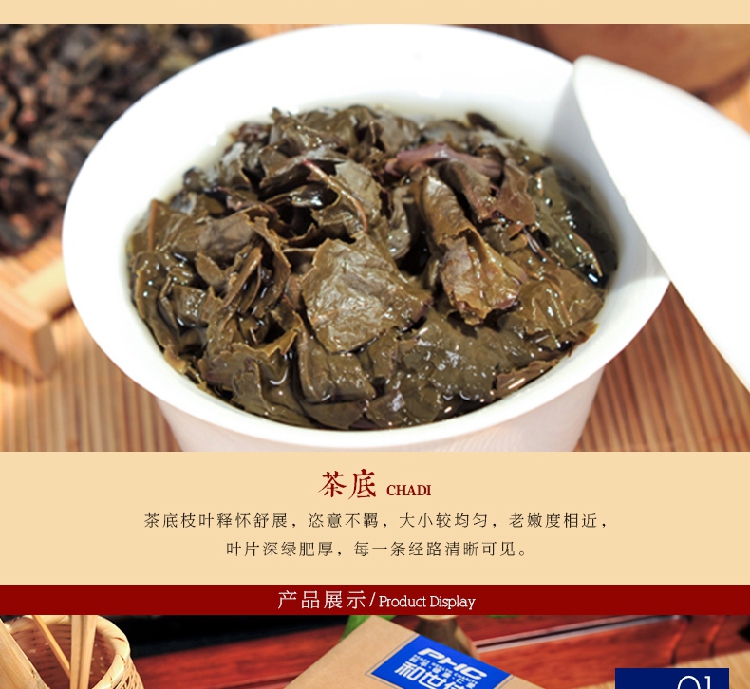 茶底 CHADI
茶底枝叶释怀舒展，恣意不羁，大小较均匀，老嫩度相近，
叶片深绿肥厚，每一条经路清晰可见。
产品展示/Product Display
PHC
01